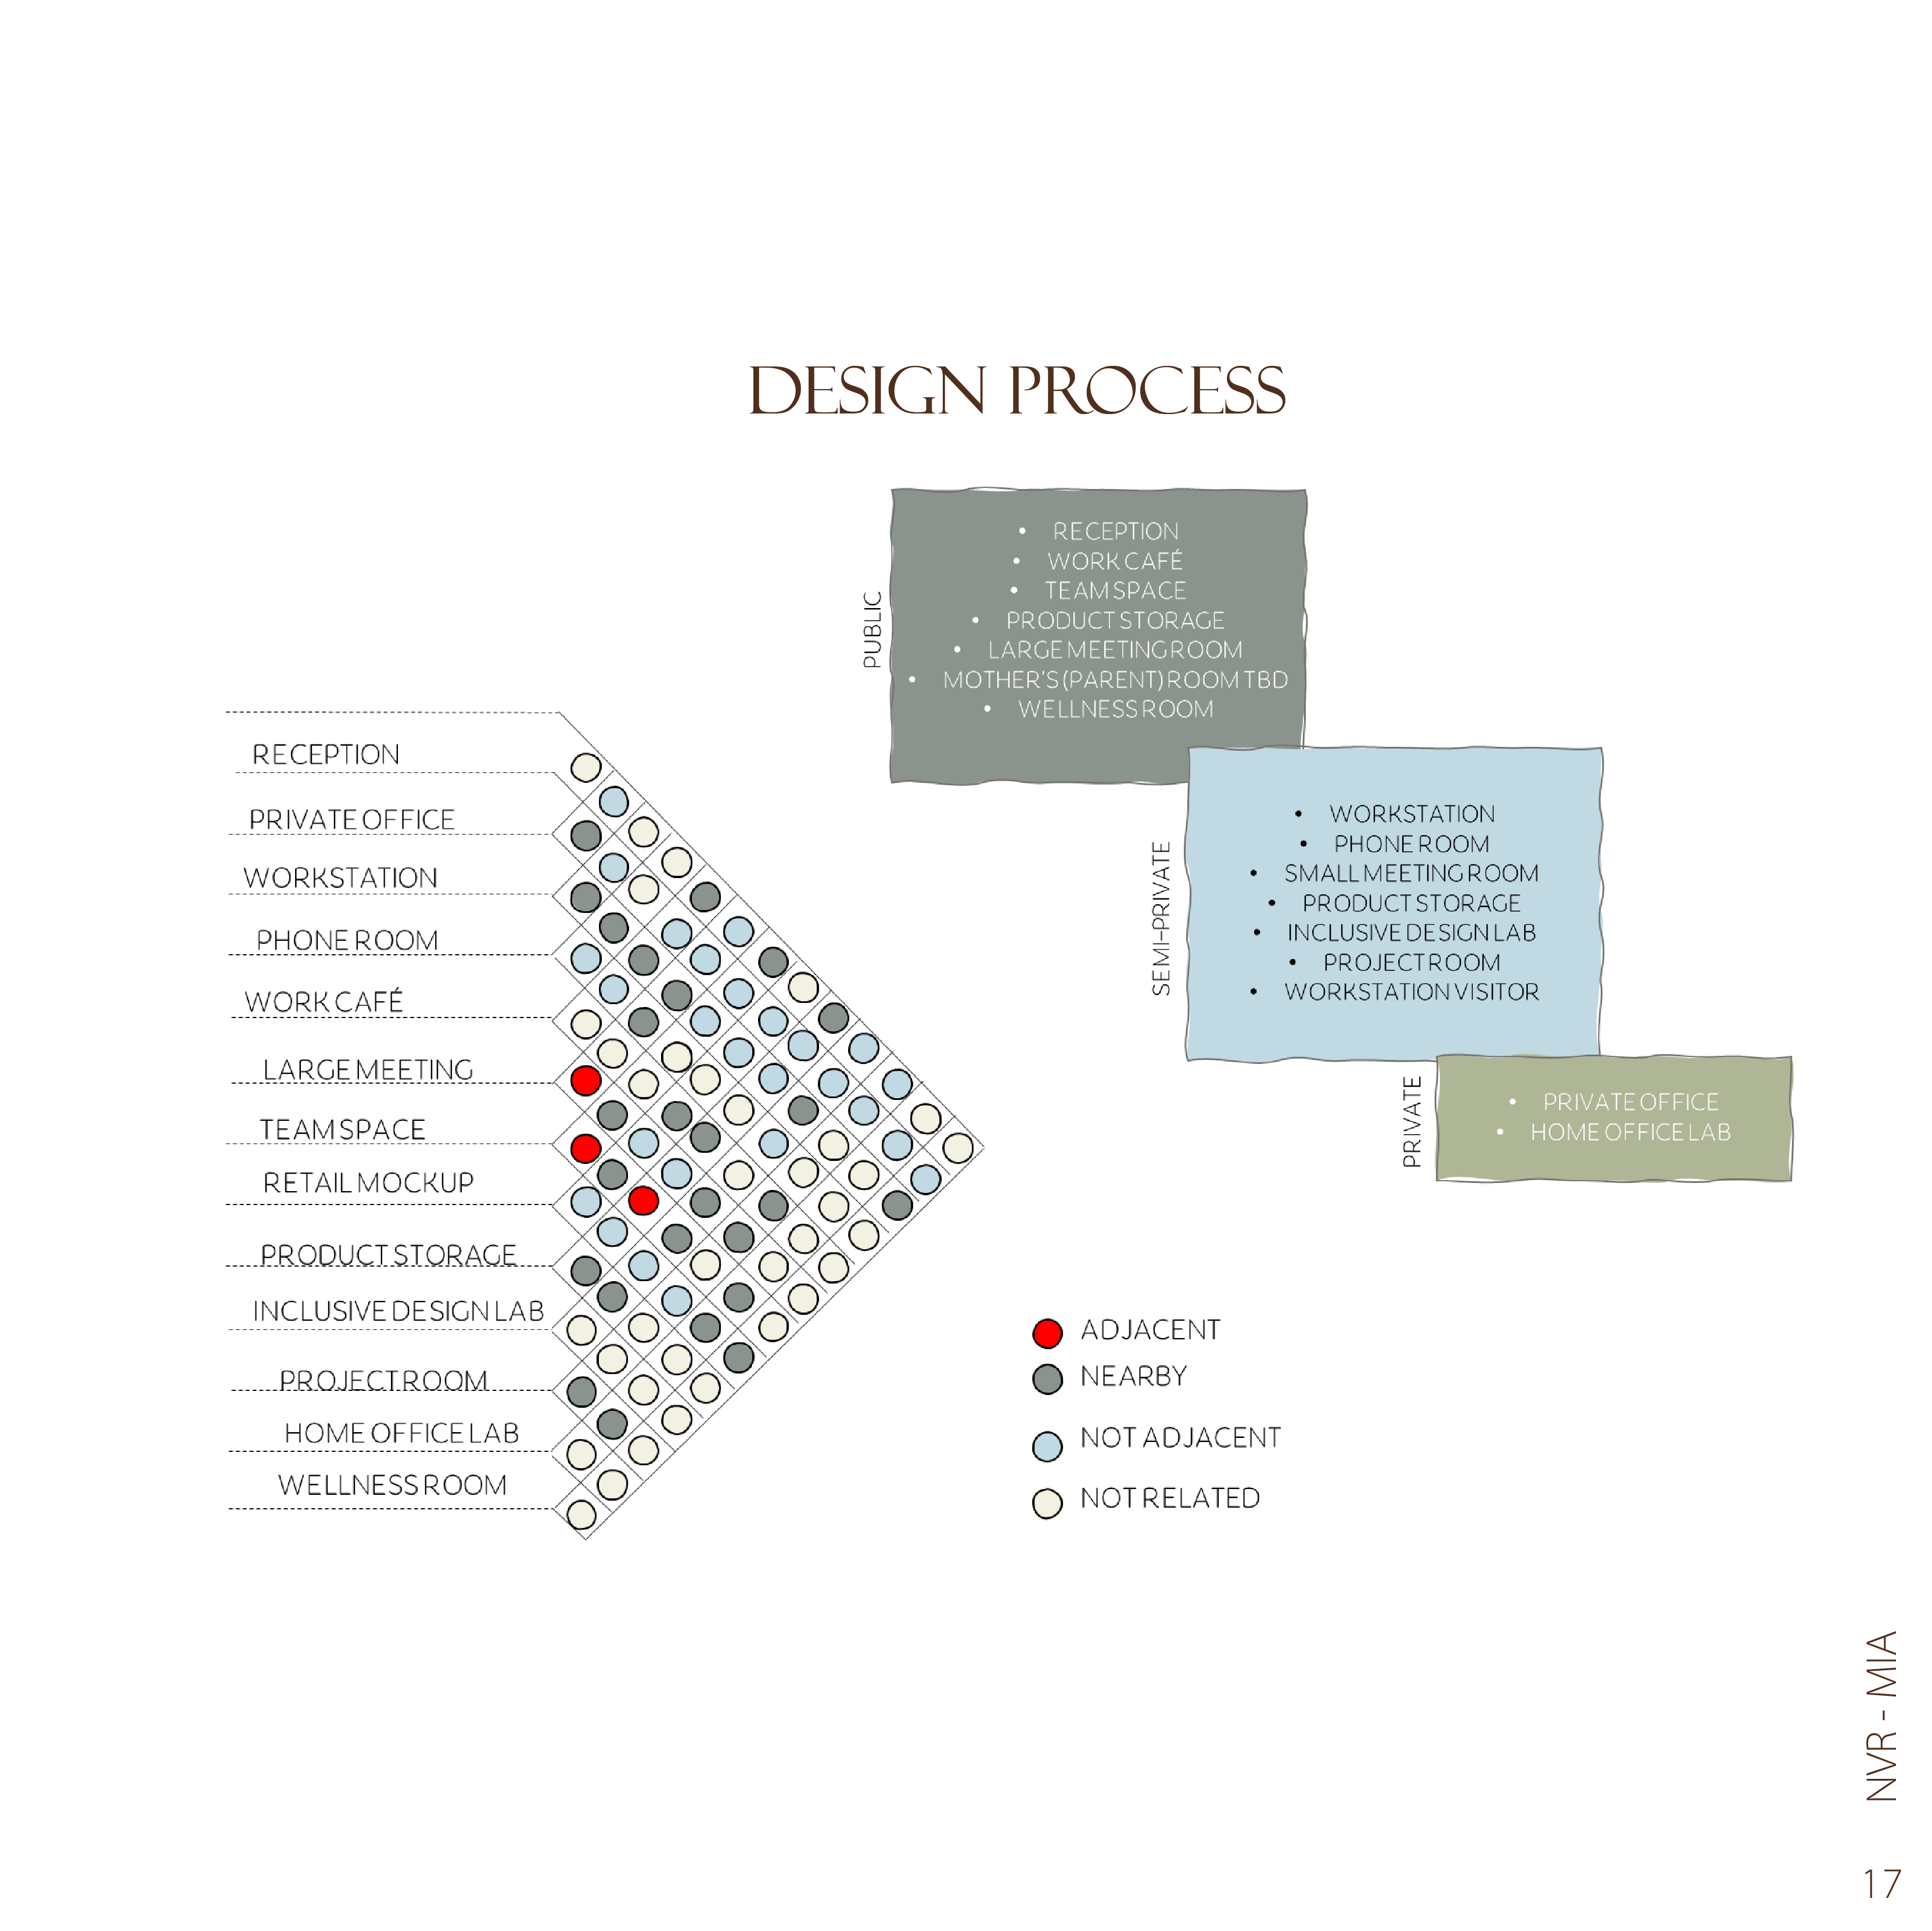 DESIGN PROCESS
PUBLIC
• RECEPTION
• WORK CAFÉ
• TEAM SPACE
• PRODUCT STORAGE
• LARGE MEETING ROOM
• MOTHER'S (PARENT) ROOM TBD
• WELLNESS ROOM
SEMI-PRIVATE
• WORKSTATION
• PHONE ROOM
• SMALL MEETING ROOM
• PRODUCT STORAGE
• INCLUSIVE DESIGN LAB
• PROJECT ROOM
• WORKSTATION VISITOR
PRIVATE
• PRIVATE OFFICE
• HOME OFFICE LAB
RECEPTION
PRIVATE OFFICE
WORKSTATION
PHONE ROOM
WORK CAFÉ
LARGE MEETING
TEAM SPACE
RETAIL MOCKUP
PRODUCT STORAGE
INCLUSIVE DESIGN LAB
PROJECT ROOM
HOME OFFICE LAB
WELLNESS ROOM
ADJACENT
NEARBY
NOT ADJACENT
NOT RELATED
NVR - MIA
17